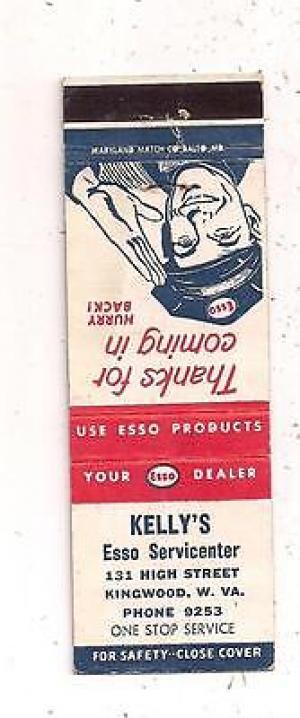 MARYLAND MATCH CO. BALTO., MD.
Thanks for
coming in
HURRY
BACK!
Esso
USE ESSO PRODUCTS
YOUR Esso DEALER
KELLY'S
Esso Servicenter
131 HIGH STREET
KINGWOOD, W. VA.
PHONE 9253
ONE STOP SERVICE
FOR SAFETY--CLOSE COVER